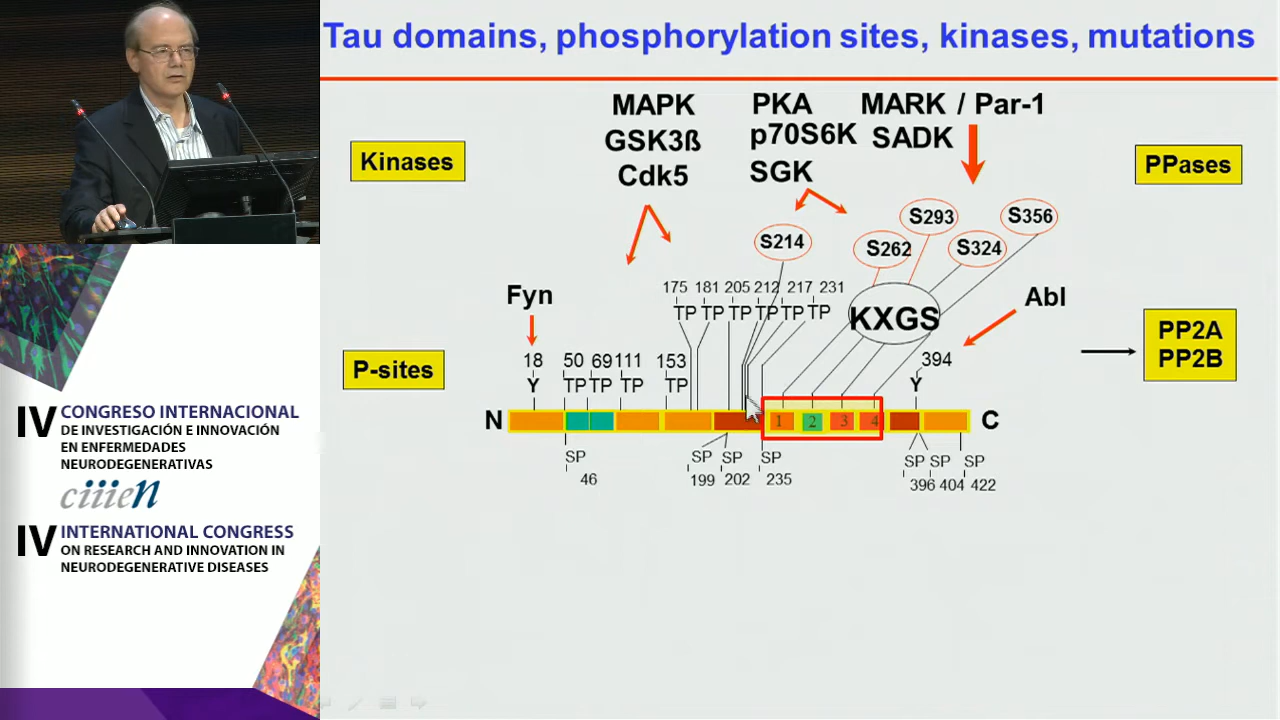 Tau domains, phosphorylation sites, kinases, mutations
MAPK
GSK3ß
Cdk5
PKA
p70S6K
SGK
MARK / Par-1
SADK
Kinases
PPases
S214
S262
S293
S324
S356
KXGS
175 181 205 212 217 231
TP TP TP TP TP TP
Fyn
Abl
PP2A
PP2B
P-sites
18 50 69 111 153
Y TP TP TP TP
394
Y
N
1 2 3 4
C
SP
46
SP SP SP
199 202 235
SP SP SP
396 404 422
IV CONGRESO INTERNACIONAL
DE INVESTIGACIÓN E INNOVACIÓN
EN ENFERMEDADES
NEURODEGENERATIVAS
ciiien
IV INTERNATIONAL CONGRESS
ON RESEARCH AND INNOVATION IN
NEURODEGENERATIVE DISEASES